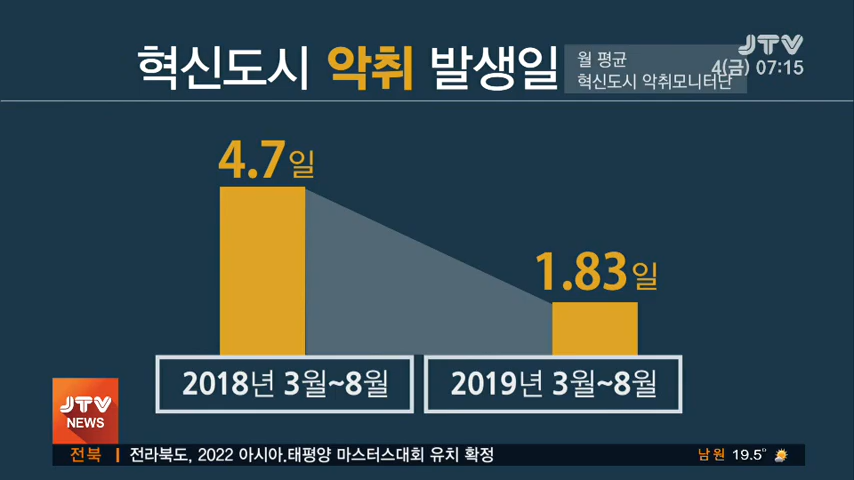 JTV
혁신도시 악취 발생일
월 평균
4(금) 07:15
혁신도시 악취모니터단
4.7일
1.83일
2018년 3월~8월
2019년 3월~8월
JTV
NEWS
전북 | 전라북도, 2022 아시아,태평양 마스터스대회 유치 확정
남원 19.5°